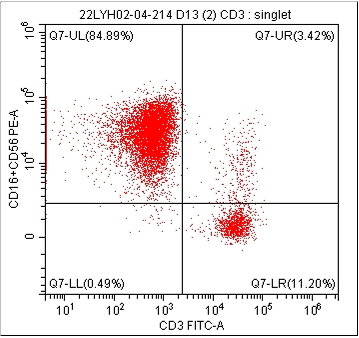 22LYH02-04-214 D13 (2) CD3 : singlet
Q7-UL(84.89%)
Q7-UR(3.42%)
10^6
10^5
10^4
0
CD16+CD56 PE-A
Q7-LL(0.49%)
Q7-LR(11.20%)
10^1 10^2 10^3 10^4 10^5 10^6
CD3 FITC-A